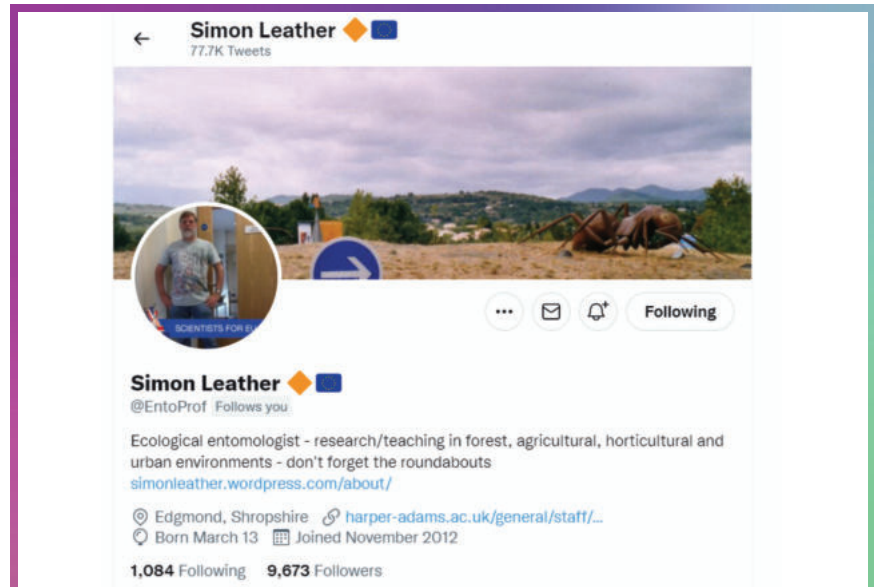 Simon Leather
77.7K Tweets
SCIENTISTS FOR EU
Following
Simon Leather
@EntoProf Follows you
Ecological entomologist - research/teaching in forest, agricultural, horticultural and
urban environments - don't forget the roundabouts
simonleather.wordpress.com/about/
Edgmond, Shropshire harper-adams.ac.uk/general/staff/...
Born March 13 Joined November 2012
1,084 Following 9,673 Followers